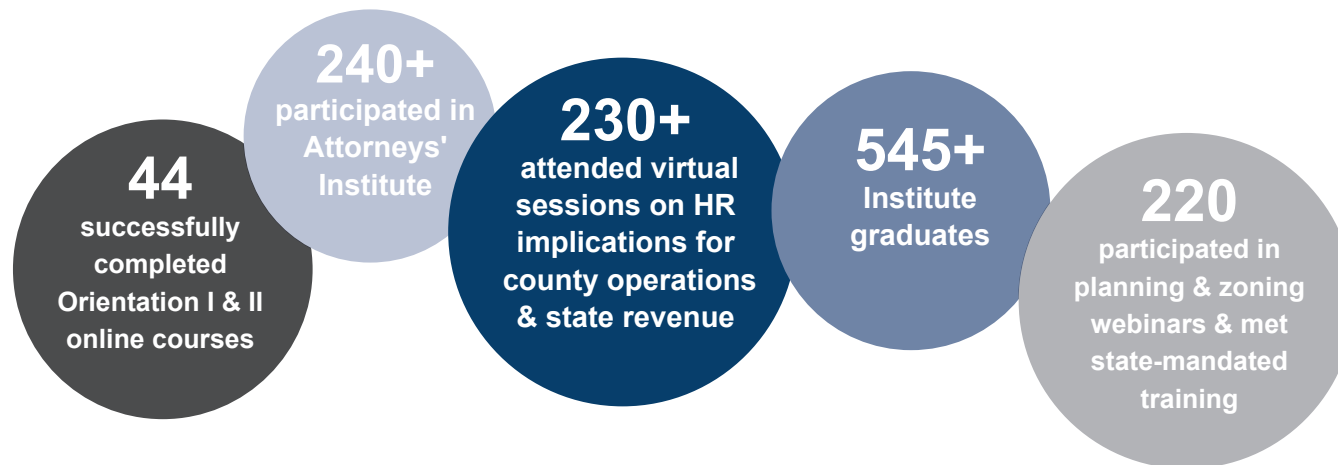 44
successfully
completed
Orientation I & II
online courses
240+
participated in
Attorneys'
Institute
230+
attended virtual
sessions on HR
implications for
county operations
& state revenue
545+
Institute
graduates
220
participated in
planning & zoning
webinars & met
state-mandated
training